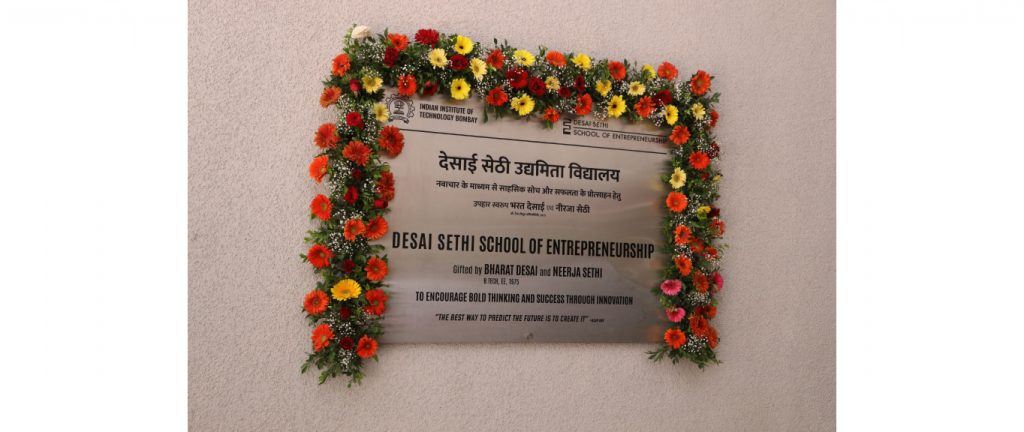 INDIAN INSTITUTE OF
TECHNOLOGY BOMBAY
DESAI SETHI
SCHOOL OF ENTREPRENEURSHIP
देसाई सेठी उद्यमिता विद्यालय
नवाचार के माध्यम से साहसिक सोच और सफलता के प्रोत्साहन हेतु
उपहार स्वरुप भरत देसाई एवं नीरजा सेठी
DESAI SETHI SCHOOL OF ENTREPRENEURSHIP
Gifted by BHARAT DESAI and NEERJA SETHI
B.TECH, EE, 1975
TO ENCOURAGE BOLD THINKING AND SUCCESS THROUGH INNOVATION
"THE BEST WAY TO PREDICT THE FUTURE IS TO CREATE IT"